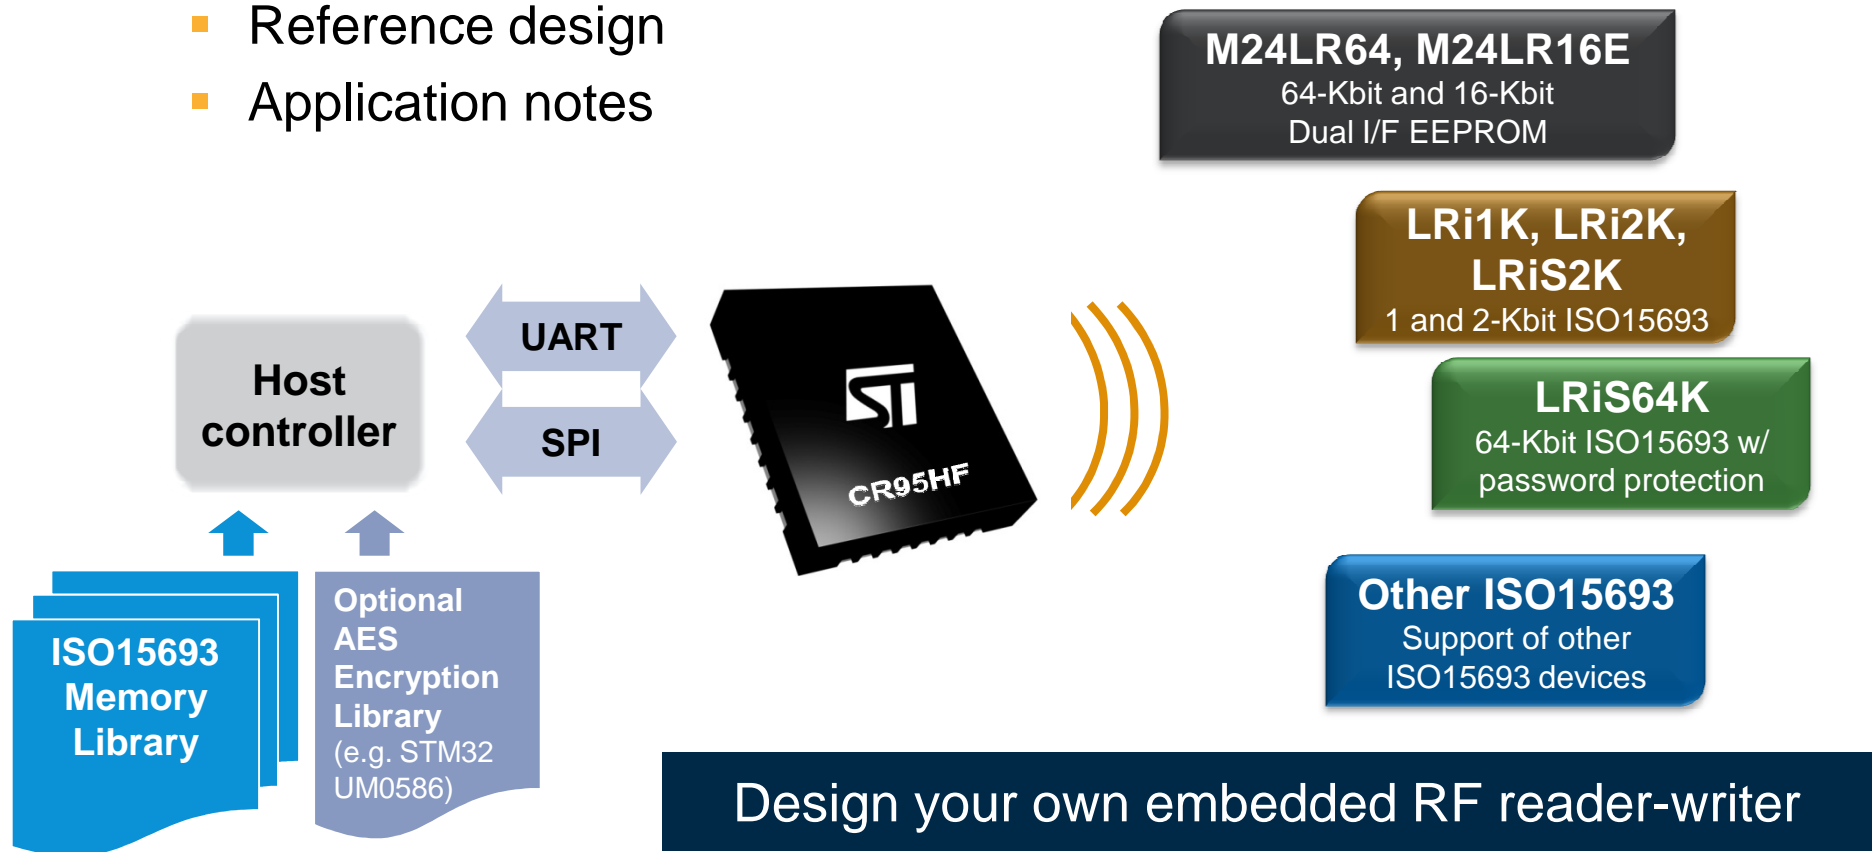 Reference design
Application notes
M24LR64, M24LR16E
64-Kbit and 16-Kbit
Dual I/F EEPROM
LRi1K, LRi2K,
LRiS2K
1 and 2-Kbit ISO15693
LRiS64K
64-Kbit ISO15693 w/
password protection
Other ISO15693
Support of other
ISO15693 devices
Host
controller
UART
SPI
ST
CR95HF
ISO15693
Memory
Library
Optional
AES
Encryption
Library
(e.g. STM32
UM0586)
Design your own embedded RF reader-writer